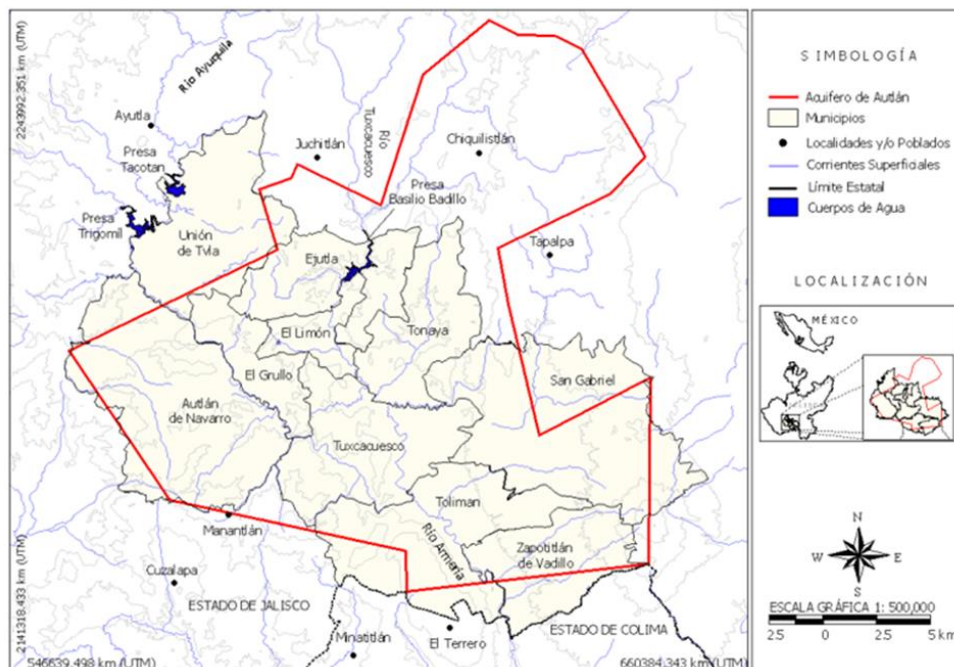 2243992.351 km (UTM)
Río Ayuquila
Ayutla
Presa
Tacotan
Juchitlán
Río
Tuxcacuesco
Chiquilistlán
Presa
Basilio Badillo
Presa
Trigomil
Unión
de Tvla
Ejutla
Tapalpa
El Limón
Tonaya
El Grullo
San Gabriel
Autlán
de Navarro
Tuxcacuesco
Toliman
Manantlán
Río Armería
Zapotitlán
de Vadillo
Cuzalapa
ESTADO DE JALISCO
El Terrero
ESTADO DE COLIMA
Minatitlán
2141318.433 km (UTM)
546639.498 km (UTM)
660384.343 km (UTM)
SIMBOLOGÍA
Acuifero de Autlán
Municipios
Localidades y/o Poblados
Corrientes Superficiales
Límite Estatal
Cuerpos de Agua
LOCALIZACIÓN
MÉXICO
N
W
E
S
ESCALA GRÁFICA 1: 500,000
25 0 25 5 km